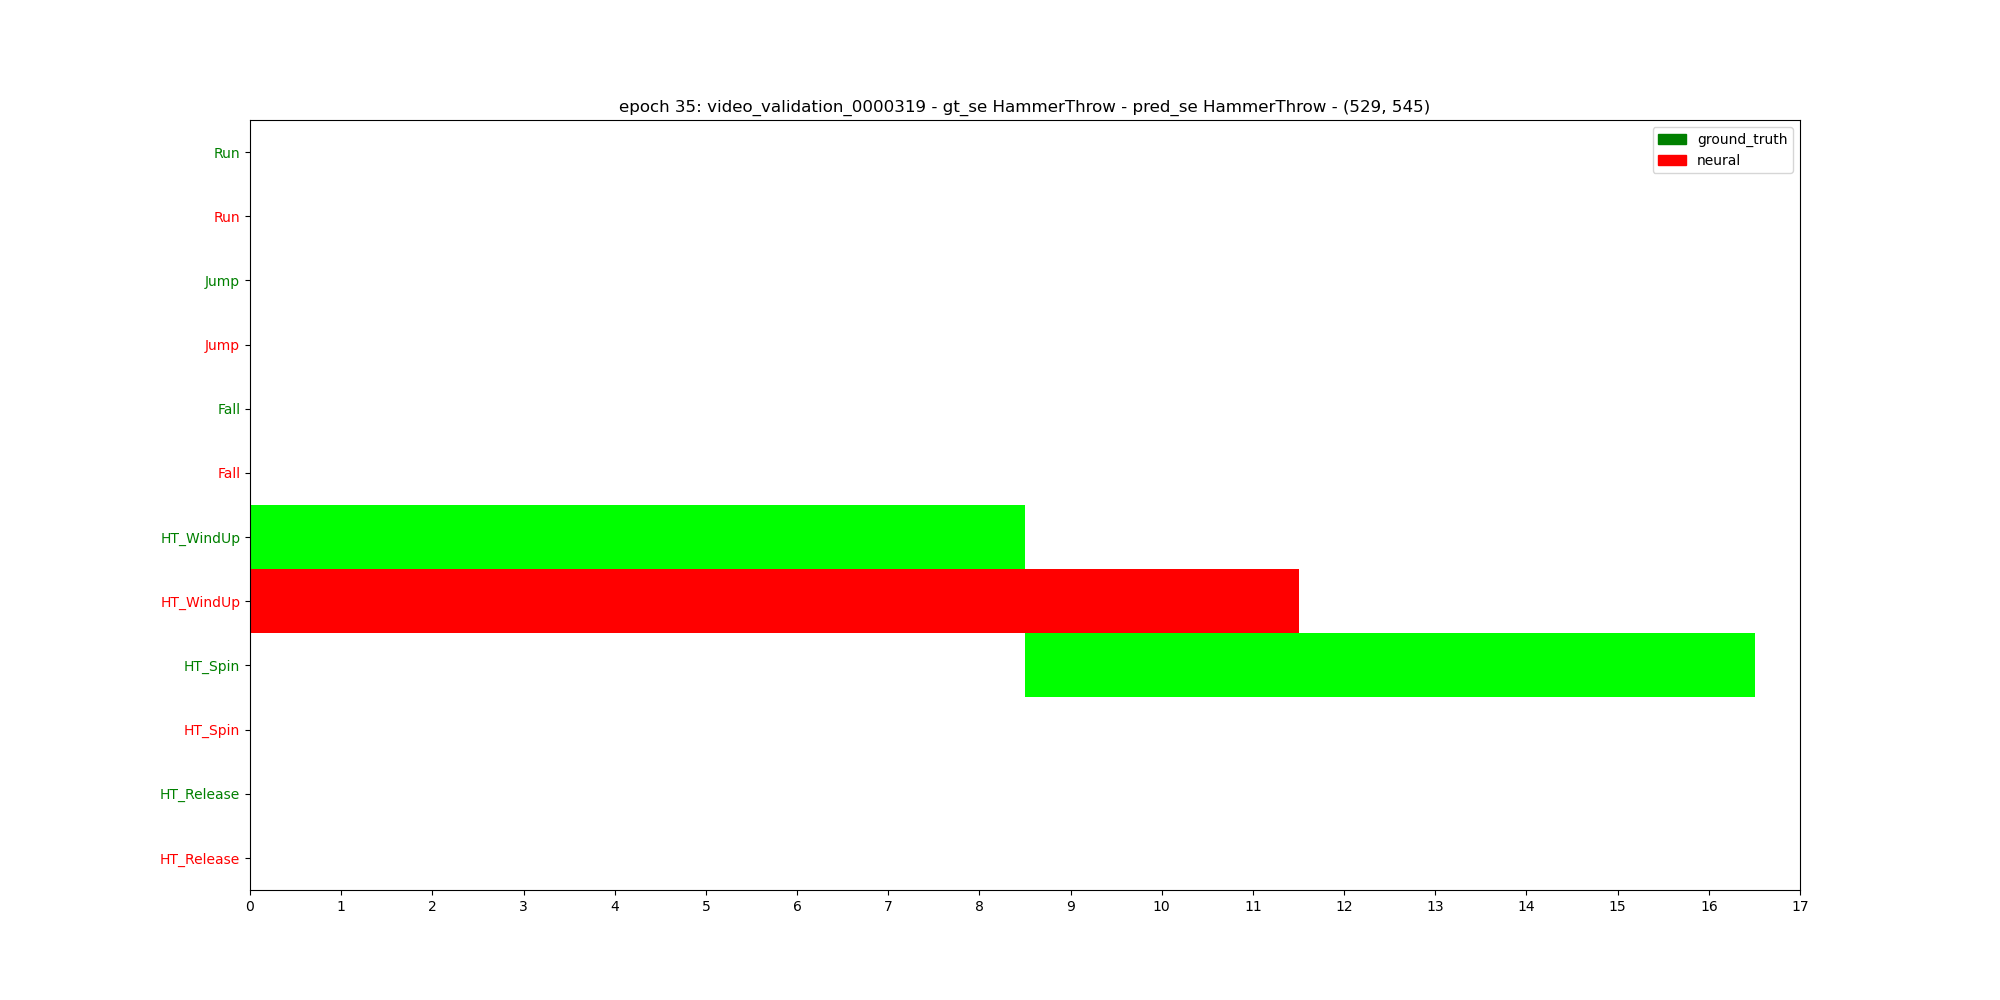 epoch 35: video_validation_0000319 - gt_se HammerThrow - pred_se HammerThrow - (529, 545)
ground_truth
neural
Run
Run
Jump
Jump
Fall
Fall
HT_WindUp
HT_WindUp
HT_Spin
HT_Spin
HT_Release
HT_Release
0 1 2 3 4 5 6 7 8 9 10 11 12 13 14 15 16 17